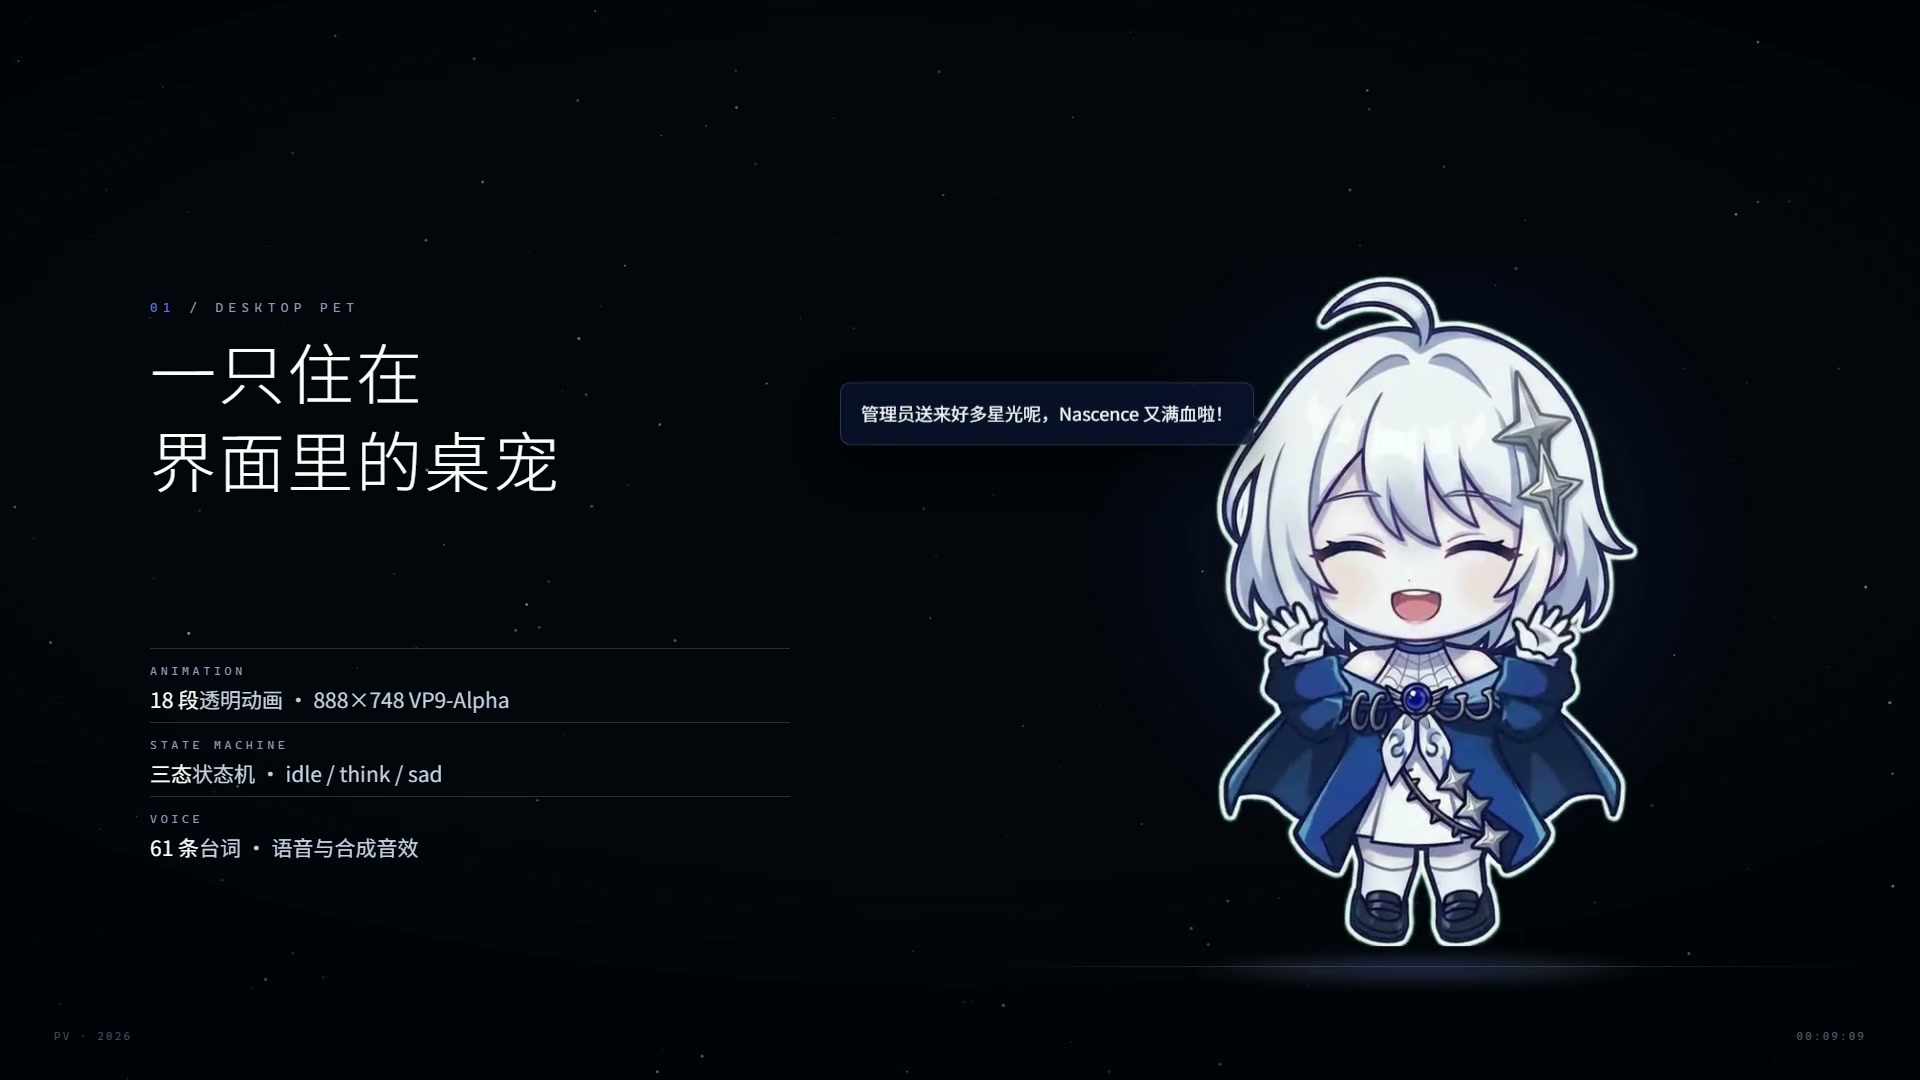 01 / DESKTOP PET
一只住在
界面里的桌宠
管理员送来好多星光呢，Nascence 又满血啦！
ANIMATION
18 段透明动画 · 888×748 VP9-Alpha
STATE MACHINE
三态状态机 · idle / think / sad
VOICE
61 条台词 · 语音与合成音效
PV · 2026
00:09:09